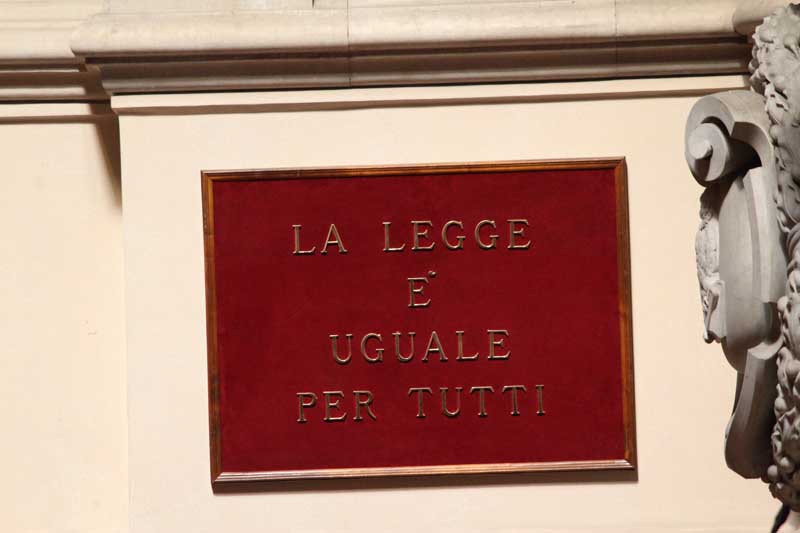 LA LEGGE
E'
UGUALE
PER TUTTI